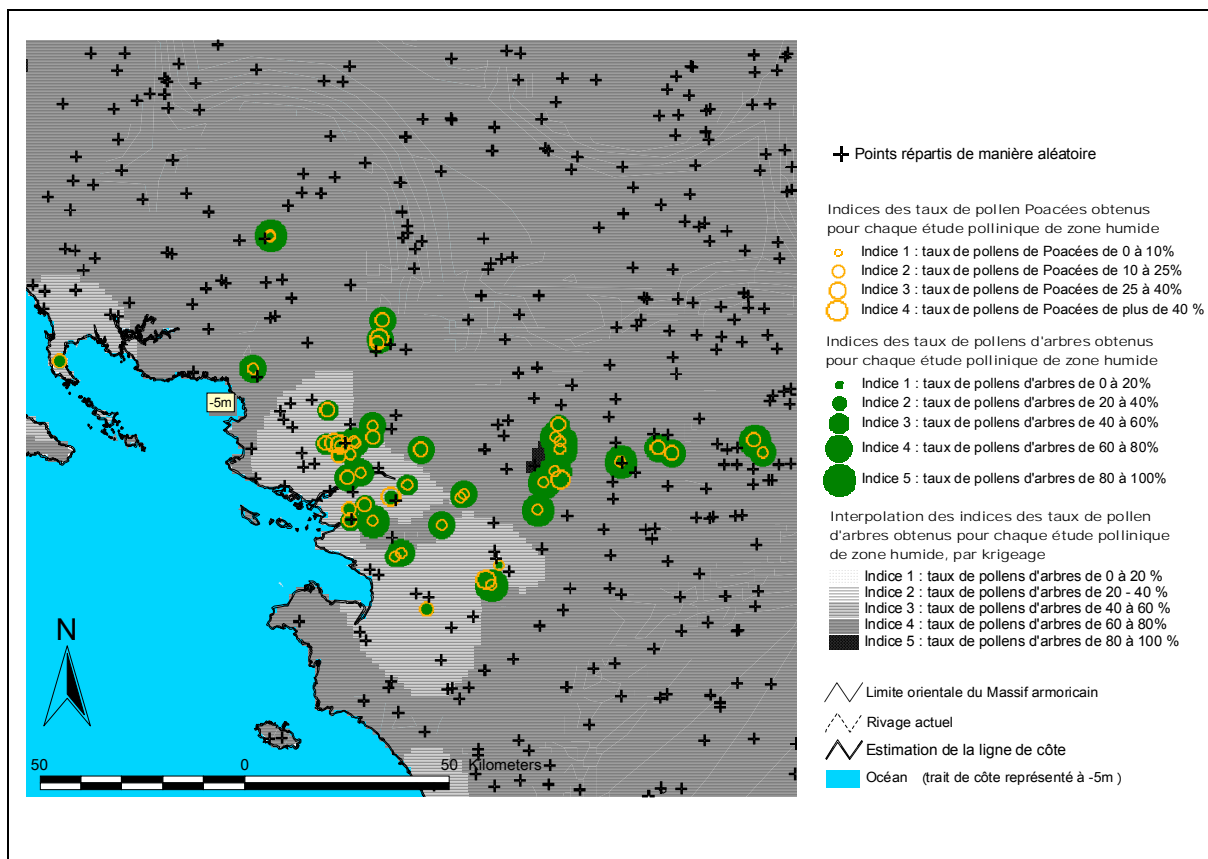 -5m
N
50
0
50
Kilometers
Points répartis de manière aléatoire
Indices des taux de pollen Poacées obtenus
pour chaque étude pollinique de zone humide
Indice 1 : taux de pollens de Poacées de 0 à 10%
Indice 2 : taux de pollens de Poacées de 10 à 25%
Indice 3 : taux de pollens de Poacées de 25 à 40%
Indice 4 : taux de pollens de Poacées de plus de 40 %
Indices des taux de pollens d'arbres obtenus
pour chaque étude pollinique de zone humide
Indice 1 : taux de pollens d'arbres de 0 à 20%
Indice 2 : taux de pollens d'arbres de 20 à 40%
Indice 3 : taux de pollens d'arbres de 40 à 60%
Indice 4 : taux de pollens d'arbres de 60 à 80%
Indice 5 : taux de pollens d'arbres de 80 à 100%
Interpolation des indices des taux de pollen
d'arbres obtenus pour chaque étude pollinique
de zone humide, par krigeage
Indice 1 : taux de pollens d'arbres de 0 à 20 %
Indice 2 : taux de pollens d'arbres de 20 - 40 %
Indice 3 : taux de pollens d'arbres de 40 à 60 %
Indice 4 : taux de pollens d'arbres de 60 à 80%
Indice 5 : taux de pollens d'arbres de 80 à 100 %
Limite orientale du Massif armoricain
Rivage actuel
Estimation de la ligne de côte
Océan (trait de côte représenté à -5m )